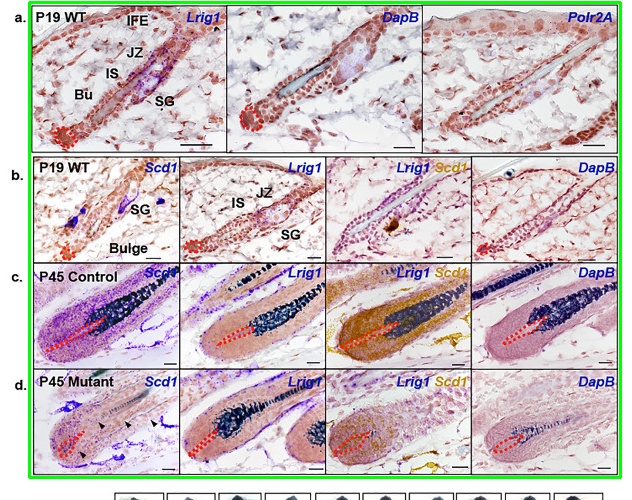 a. P19 WT IFE Lrig1 DapB Polr2A
JZ
IS
Bu
SG
b. P19 WT Scd1 Lrig1 Lrig1 Scd1 DapB
SG
Bulge
IS
JZ
SG
c. P45 Control Scd1 Lrig1 Lrig1 Scd1 DapB
d. P45 Mutant Scd1 Lrig1 Lrig1 Scd1 DapB